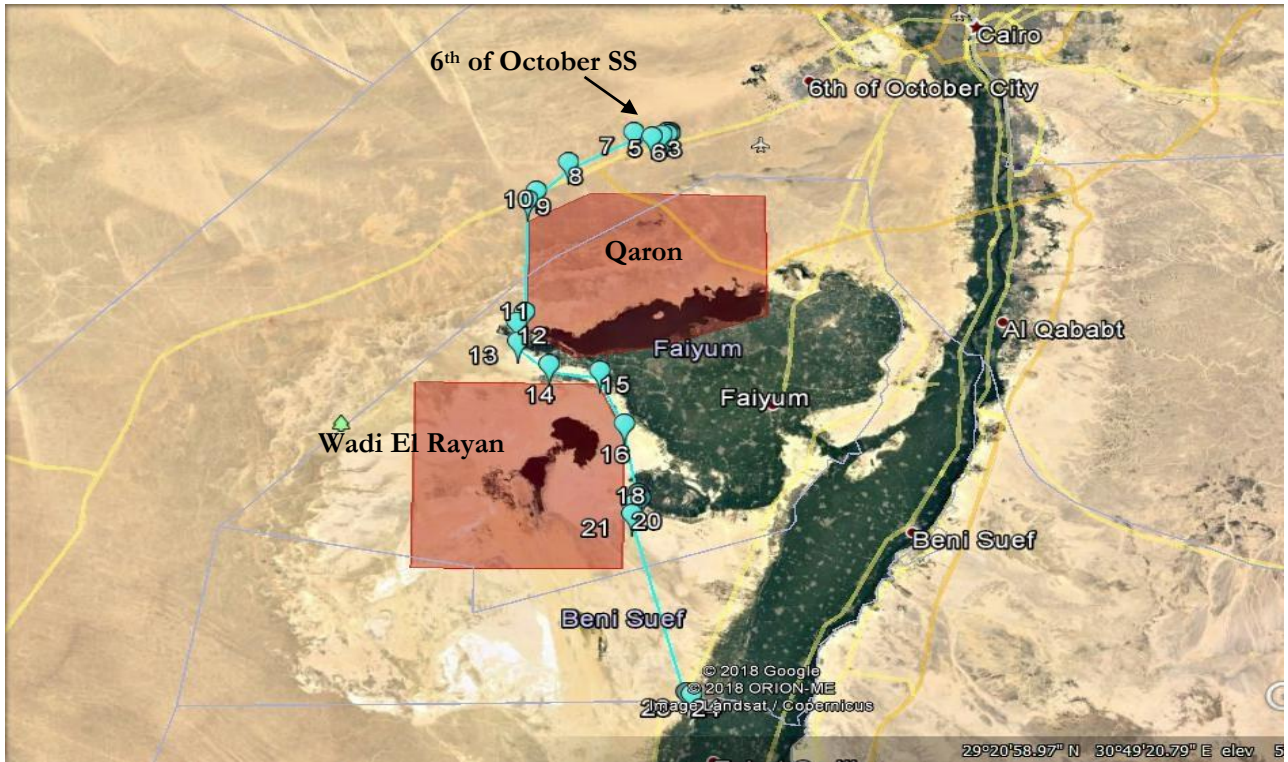 Cairo
6th of October SS
6th of October City
7
5
6
3
8
10
9
Qaron
11
12
Al Qababt
13
Faiyum
14
15
Faiyum
Wadi El Rayan
16
18
21
20
Beni Suef
Beni Suef
© 2018 Google
© 2018 ORION-ME
24
Image Landsat / Copernicus
29°20'58.97" N 30°49'20.79" E elev 5